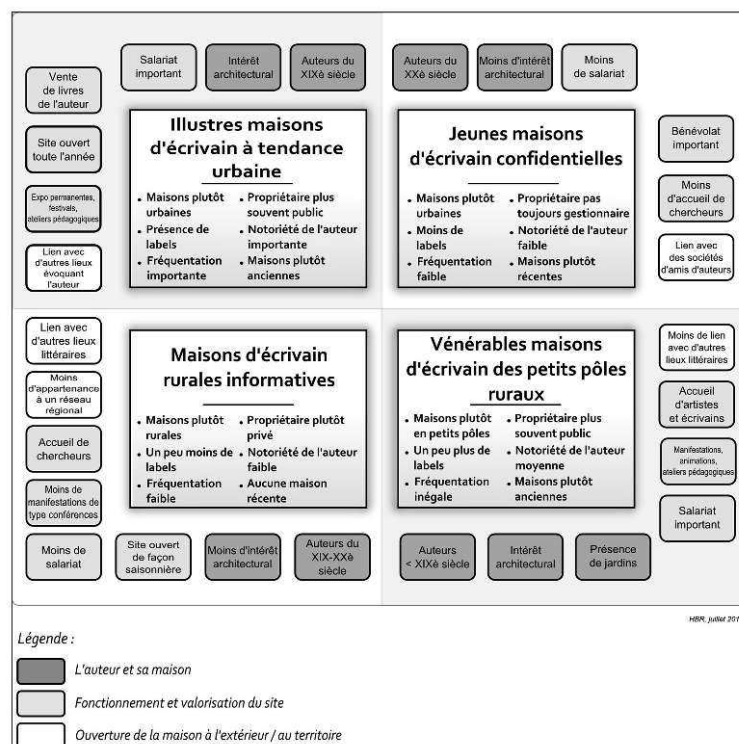 Salariat
important
Intérêt
architectural
Auteurs du
XIXè siècle
Auteurs du
XXè siècle
Moins d'intérêt
architectural
Moins
de salariat
Vente
de livres
de l'auteur
Site ouvert
toute l'année
Expo permanentes,
festivals,
ateliers pédagogiques
Lien avec
d'autres lieux
évoquant
l'auteur
Illustres maisons
d'écrivain à tendance
urbaine
• Maisons plutôt
urbaines
• Présence de
labels
• Fréquentation
importante
• Propriétaire plus
souvent public
• Notoriété de l'auteur
importante
• Maisons plutôt
anciennes
Jeunes maisons
d'écrivain confidentielles
• Maisons plutôt
urbaines
• Moins de
labels
• Fréquentation
faible
• Propriétaire pas
toujours gestionnaire
• Notoriété de l'auteur
faible
• Maisons plutôt
récentes
Bénévolat
important
Moins
d'accueil de
chercheurs
Lien avec
des sociétés
d'amis d'auteurs
Lien avec
d'autres lieux
littéraires
Moins
d'appartenance
à un réseau
régional
Accueil de
chercheurs
Moins de
manifestations de
type conférences
Maisons d'écrivain
rurales informatives
• Maisons plutôt
rurales
• Un peu moins de
labels
• Fréquentation
faible
• Propriétaire plutôt
privé
• Notoriété de l'auteur
faible
• Aucune maison
récente
Vénérables maisons
d'écrivain des petits pôles
ruraux
• Maisons plutôt
en petits pôles
• Un peu plus de
labels
• Fréquentation
inégale
• Propriétaire plus
souvent public
• Notoriété de l'auteur
moyenne
• Maisons plutôt
anciennes
Moins de lien
avec d'autres
lieux littéraires
Accueil
d'artistes
et écrivains
Manifestations,
animations,
ateliers pédagogiques
Salariat
important
Moins de
salariat
Site ouvert
de façon
saisonnière
Moins d'intérêt
architectural
Auteurs du
XIX-XXè
siècle
Auteurs
< XIXè siècle
Intérêt
architectural
Présence
de jardins
HBR, juillet 201
Légende :
L'auteur et sa maison
Fonctionnement et valorisation du site
Ouverture de la maison à l'extérieur / au territoire